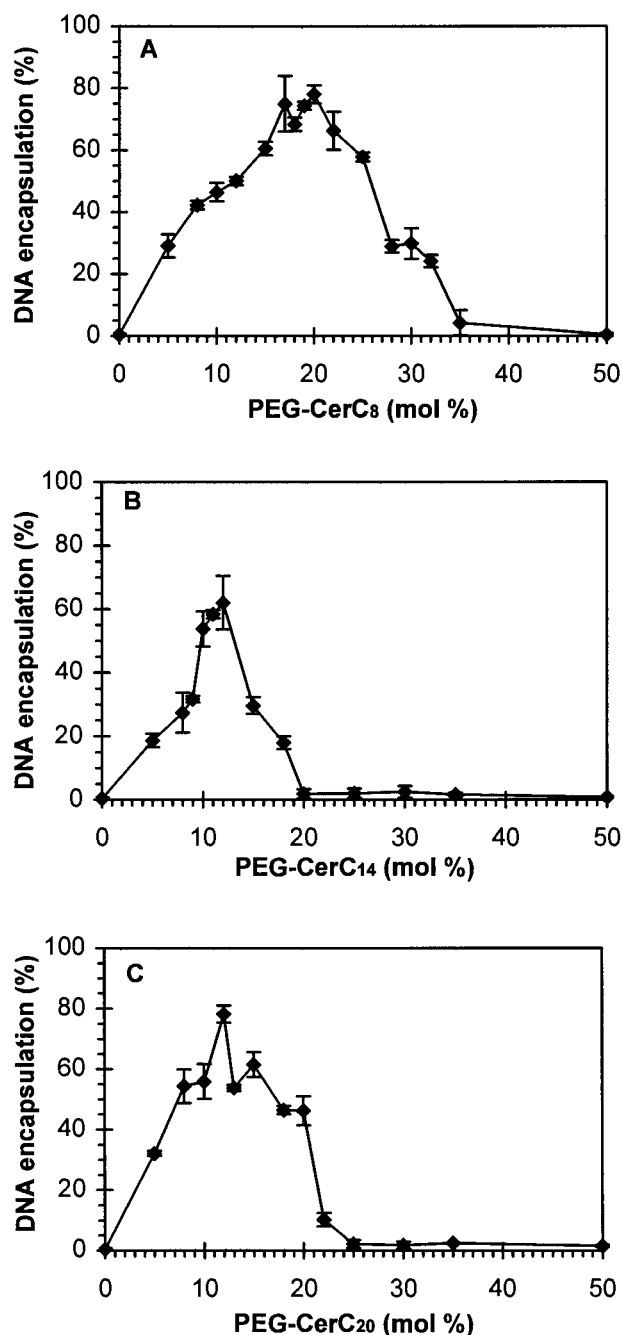 A
DNA encapsulation (%)
100
80
60
40
20
0
0 10 20 30 40 50
PEG-CerC₈ (mol %)
B
DNA encapsulation (%)
100
80
60
40
20
0
0 10 20 30 40 50
PEG-CerC₁₄ (mol %)
C
DNA encapsulation (%)
100
80
60
40
20
0
0 10 20 30 40 50
PEG-CerC₂₀ (mol %)